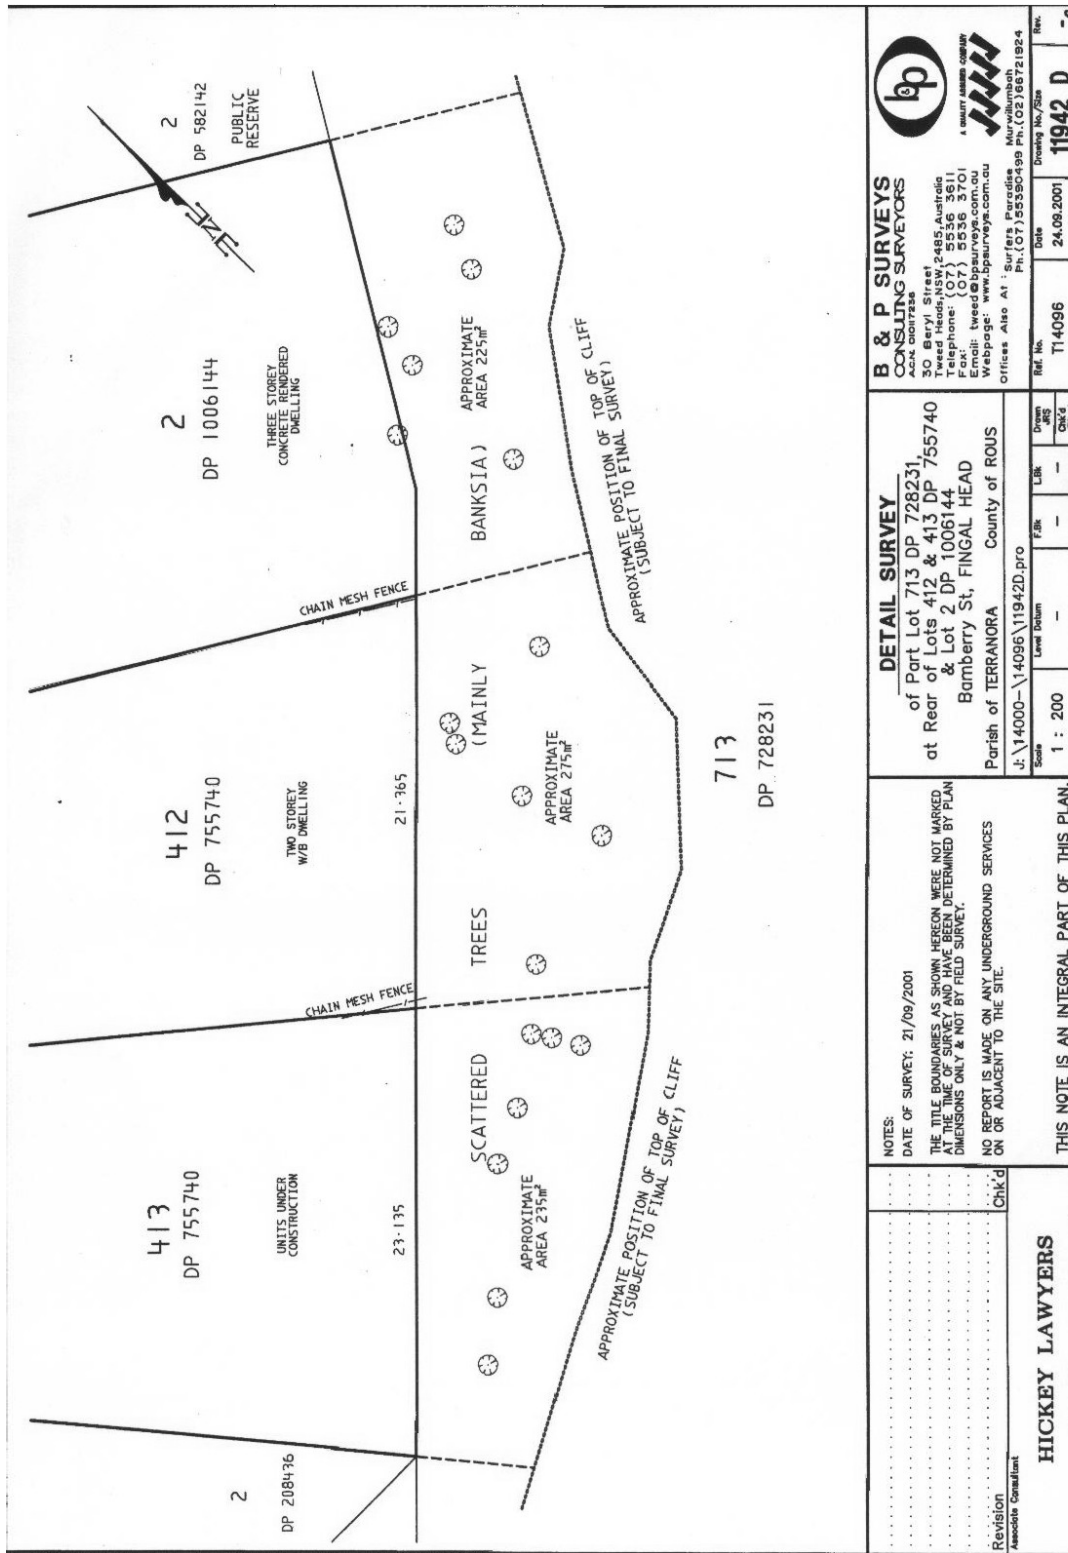 2
DP 208436
413
DP 755740
UNITS UNDER
CONSTRUCTION
23·135
CHAIN MESH FENCE
412
DP 755740
TWO STOREY
W/B DWELLING
21·365
CHAIN MESH FENCE
2
DP 1006144
THREE STOREY
CONCRETE RENDERED
DWELLING
2
DP 582142
PUBLIC
RESERVE
SCATTERED TREES (MAINLY BANKSIA)
APPROXIMATE
AREA 235m²
APPROXIMATE
AREA 275m²
APPROXIMATE
AREA 225m²
APPROXIMATE POSITION OF TOP OF CLIFF
(SUBJECT TO FINAL SURVEY)
APPROXIMATE POSITION OF TOP OF CLIFF
(SUBJECT TO FINAL SURVEY)
713
DP 728231
Revision
Chk'd
Associate Consultant
HICKEY LAWYERS
NOTES:
DATE OF SURVEY: 21/09/2001
THE TITLE BOUNDARIES AS SHOWN HEREON WERE NOT MARKED
AT THE TIME OF SURVEY AND HAVE BEEN DETERMINED BY PLAN
DIMENSIONS ONLY & NOT BY FIELD SURVEY.
NO REPORT IS MADE ON ANY UNDERGROUND SERVICES
ON OR ADJACENT TO THE SITE.
THIS NOTE IS AN INTEGRAL PART OF THIS PLAN.
DETAIL SURVEY
of Part Lot 713 DP 728231,
at Rear of Lots 412 & 413 DP 755740
& Lot 2 DP 1006144
Bamberry St, FINGAL HEAD
Parish of TERRANORA County of ROUS
J:\14000-\14096\11942D.pro
Scale
1 : 200
Level Datum
–
F.Bk
–
L.Bk
–
Drawn
JRS
Chk'd
B & P SURVEYS
CONSULTING SURVEYORS
A.C.N. 010117236
30 Beryl Street
Tweed Heads,NSW,2485,Australia
Telephone: (07) 5536 3611
Fax: (07) 5536 3701
Email: tweed@bpsurveys.com.au
Webpage: www.bpsurveys.com.au
Offices Also At : Surfers Paradise Murwillumbah
Ph.(07)55390499 Ph.(02)66721924
b&p
A QUALITY ASSURED COMPANY
Ref. No.
T14096
Date
24.09.2001
Drawing No./Size
11942 D
Rev.